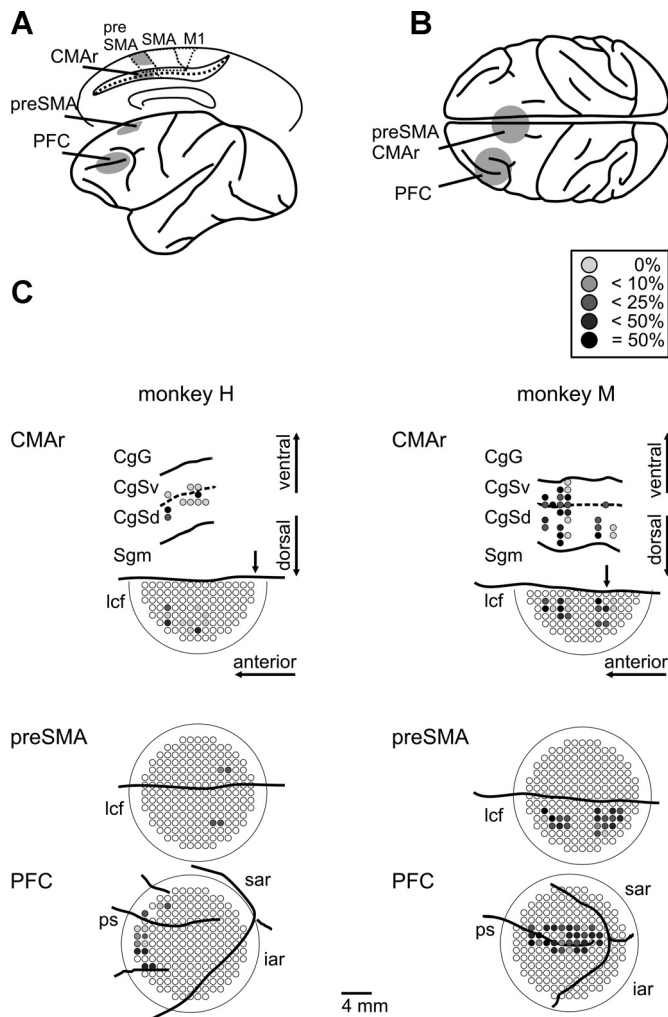 A
pre
SMA
SMA
M1
CMAr
preSMA
PFC
B
preSMA
CMAr
PFC
0%
< 10%
< 25%
< 50%
= 50%
C
monkey H
CMAr
CgG
CgSv
CgSd
Sgm
lcf
ventral
dorsal
anterior
preSMA
lcf
PFC
sar
ps
iar
4 mm
monkey M
CMAr
CgG
CgSv
CgSd
Sgm
lcf
ventral
dorsal
anterior
preSMA
lcf
PFC
sar
ps
iar